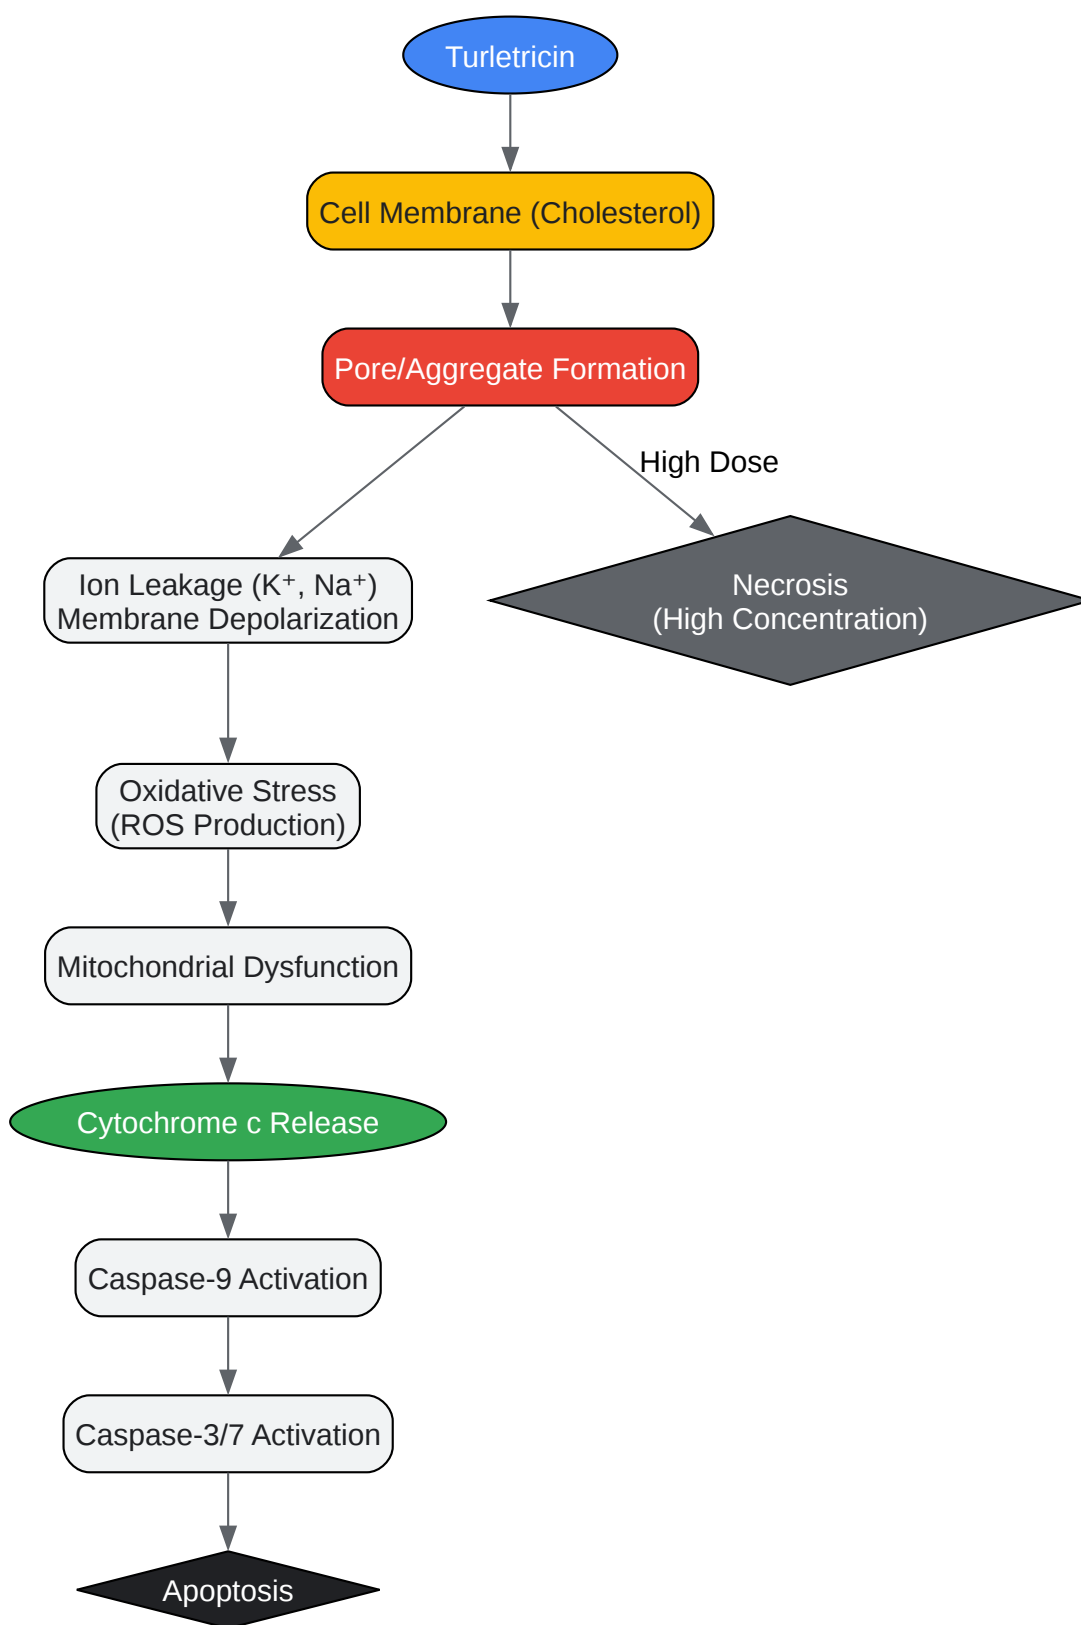 Turletricin
Cell Membrane (Cholesterol)
Pore/Aggregate Formation
High Dose
Ion Leakage (K⁺, Na⁺)
Membrane Depolarization
Necrosis
(High Concentration)
Oxidative Stress
(ROS Production)
Mitochondrial Dysfunction
Cytochrome c Release
Caspase-9 Activation
Caspase-3/7 Activation
Apoptosis